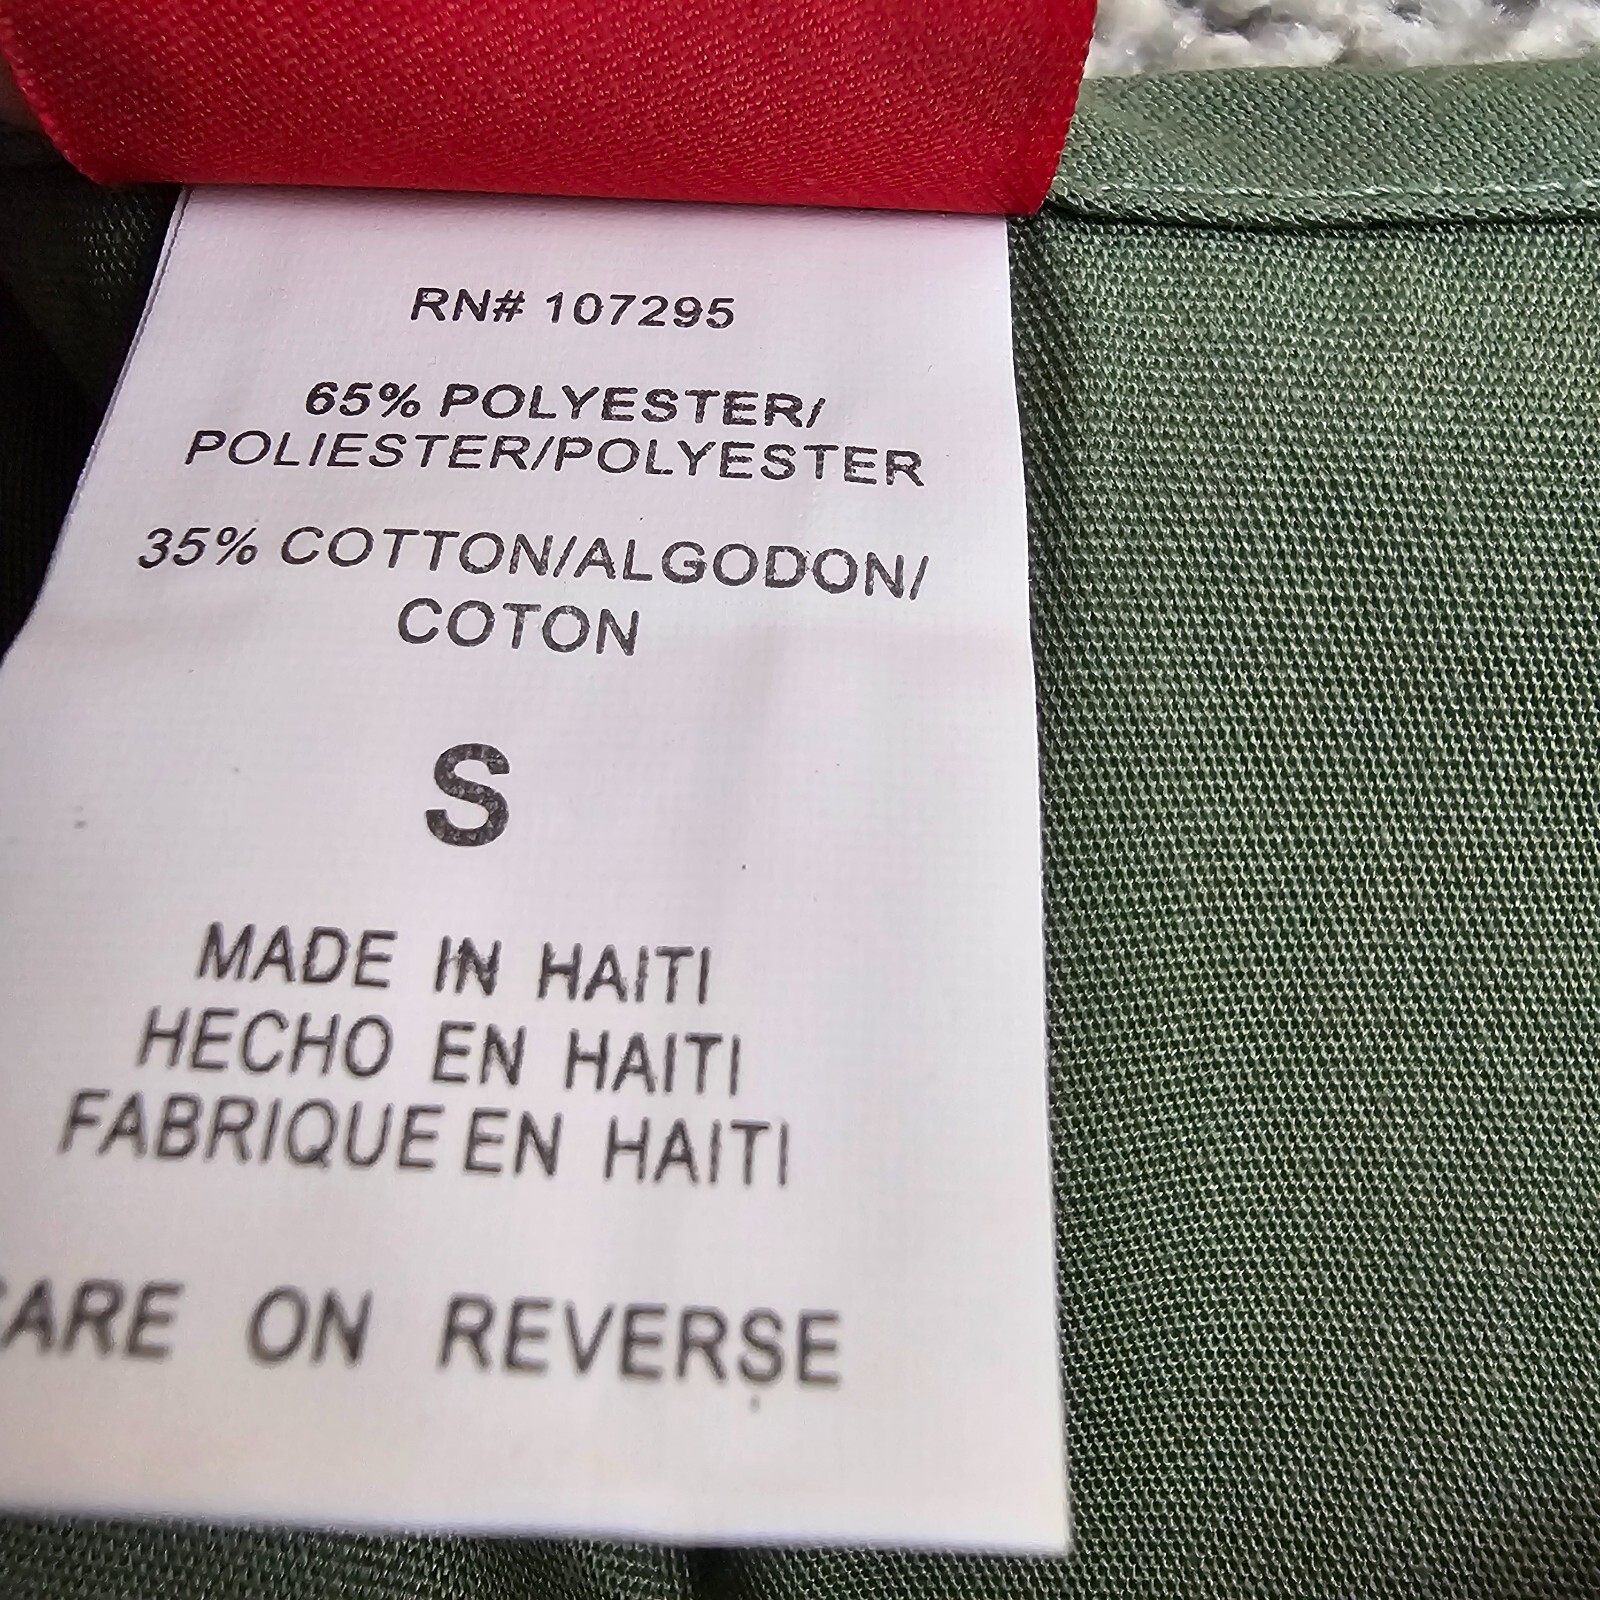 RN# 107295
65% POLYESTER/
POLIESTER/POLYESTER
35% COTTON/ALGODON/
COTON
S
MADE IN HAITI
HECHO EN HAITI
FABRIQUE EN HAITI
CARE ON REVERSE